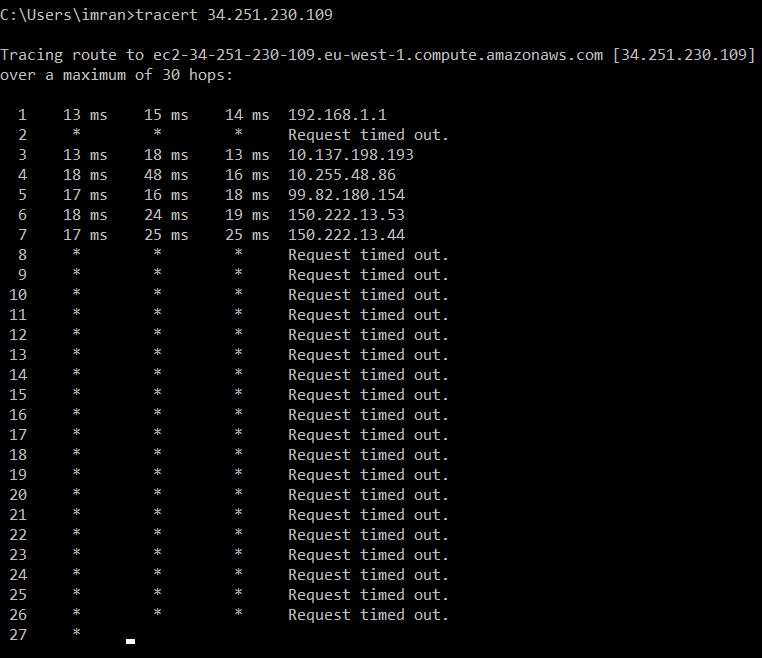 C:\Users\imran>tracert 34.251.230.109
Tracing route to ec2-34-251-230-109.eu-west-1.compute.amazonaws.com [34.251.230.109]
over a maximum of 30 hops:
1 13 ms 15 ms 14 ms 192.168.1.1
2 * * * Request timed out.
3 13 ms 18 ms 13 ms 10.137.198.193
4 18 ms 48 ms 16 ms 10.255.48.86
5 17 ms 16 ms 18 ms 99.82.180.154
6 18 ms 24 ms 19 ms 150.222.13.53
7 17 ms 25 ms 25 ms 150.222.13.44
8 * * * Request timed out.
9 * * * Request timed out.
10 * * * Request timed out.
11 * * * Request timed out.
12 * * * Request timed out.
13 * * * Request timed out.
14 * * * Request timed out.
15 * * * Request timed out.
16 * * * Request timed out.
17 * * * Request timed out.
18 * * * Request timed out.
19 * * * Request timed out.
20 * * * Request timed out.
21 * * * Request timed out.
22 * * * Request timed out.
23 * * * Request timed out.
24 * * * Request timed out.
25 * * * Request timed out.
26 * * * Request timed out.
27 *